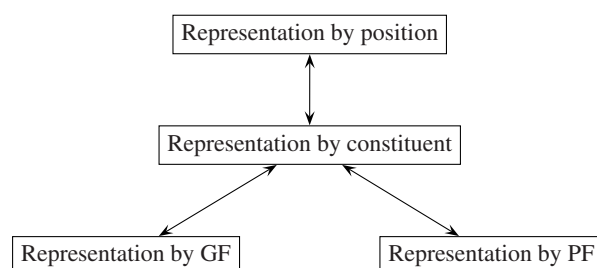 Representation by position
Representation by constituent
Representation by GF
Representation by PF